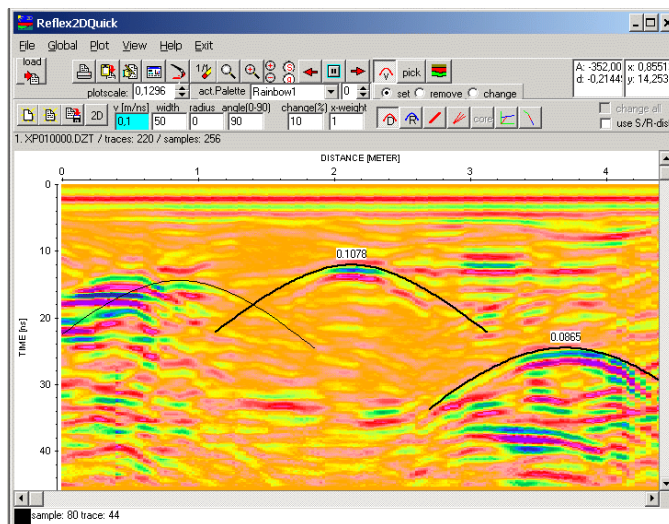 Reflex2DQuick
File Global Plot View Help Exit
load
1/f
pick
A: -352,00 x: 0,8551
d: -0,2144 y: 14,253
plotscale: 0,1296 act.Palette Rainbow1 0 set remove change
v [m/ns] width radius angle(0-90) change(%) x-weight
2D 0,1 50 0 90 10 1 D R core
change all
use S/R-dist
1. XP010000.DZT / traces: 220 / samples: 256
DISTANCE [METER]
0 1 2 3 4
0
10
20
30
40
TIME [ns]
0.1078
0.0865
sample: 80 trace: 44